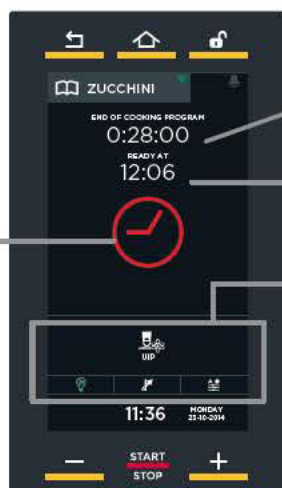 ZUCCHINI
END OF COOKING PROGRAM
0:28:00
READY AT
12:06
VIP
11:36 MONDAY
23-10-2014
START
STOP